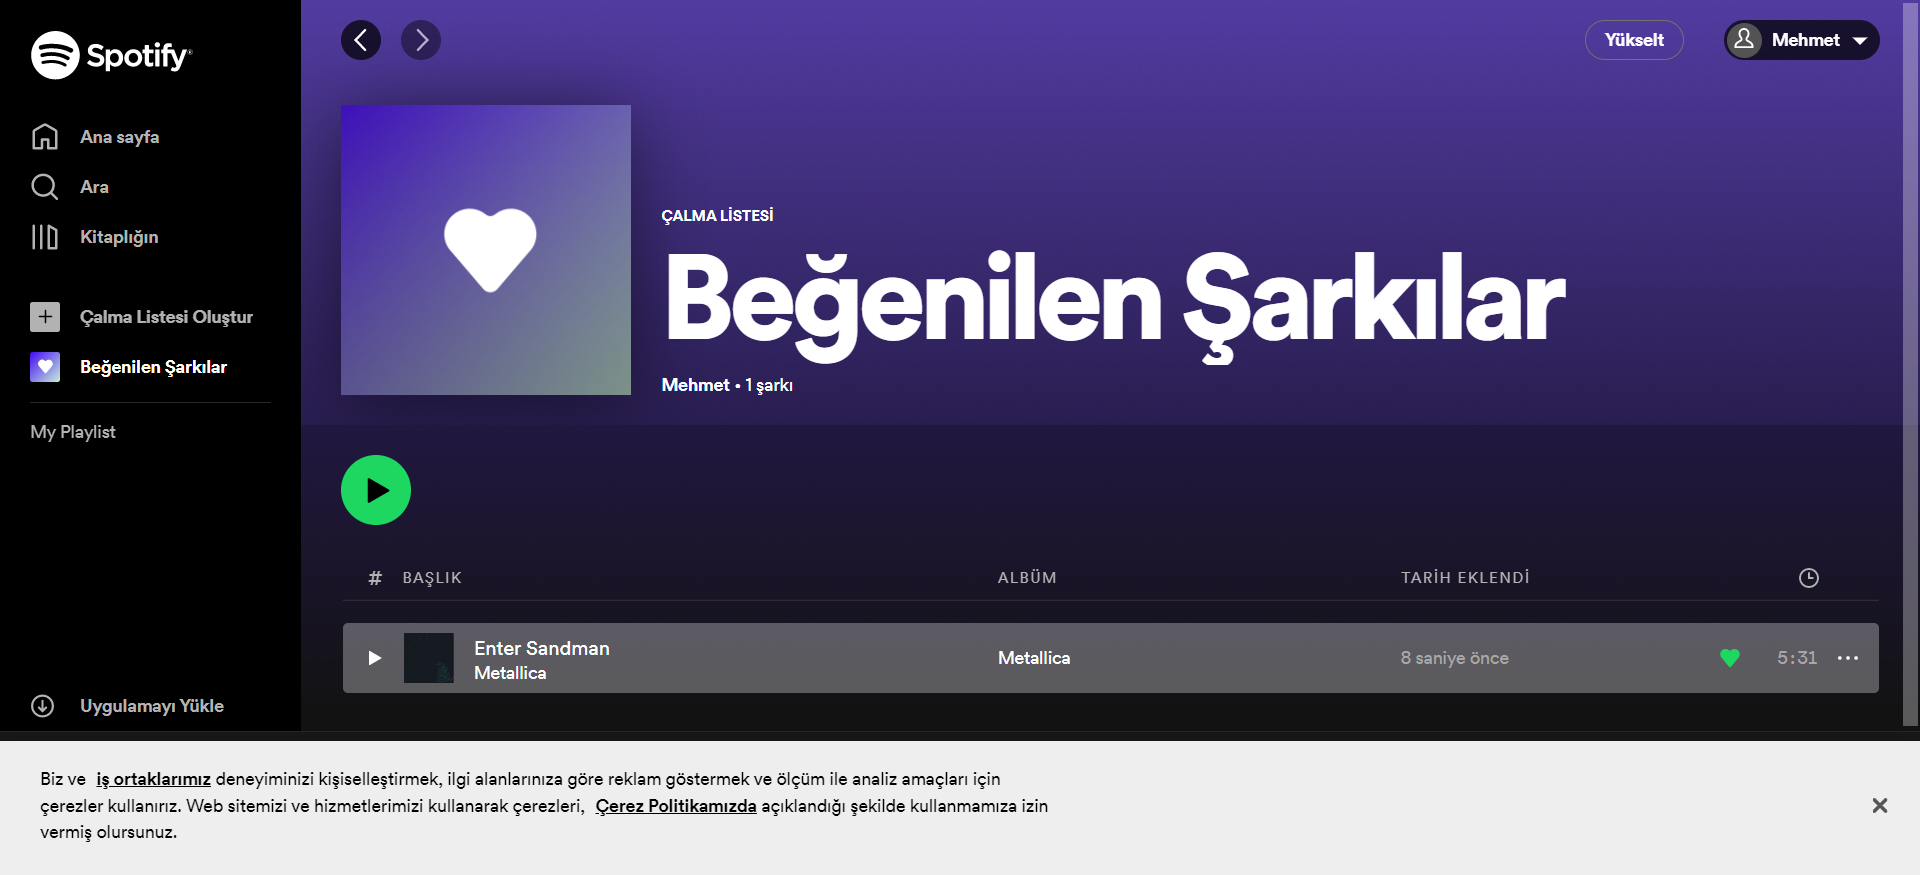 Spotify
Ana sayfa
Ara
Kitaplığın
Çalma Listesi Oluştur
Beğenilen Şarkılar
My Playlist
Uygulamayı Yükle
Yükselt
Mehmet
ÇALMA LİSTESİ
Beğenilen Şarkılar
Mehmet • 1 şarkı
# BAŞLIK ALBÜM TARİH EKLENDİ
Enter Sandman
Metallica
Metallica
8 saniye önce
5:31
Biz ve iş ortaklarımız deneyiminizi kişiselleştirmek, ilgi alanlarınıza göre reklam göstermek ve ölçüm ile analiz amaçları için
çerezler kullanırız. Web sitemizi ve hizmetlerimizi kullanarak çerezleri, Çerez Politikamızda açıklandığı şekilde kullanmamıza izin
vermiş olursunuz.